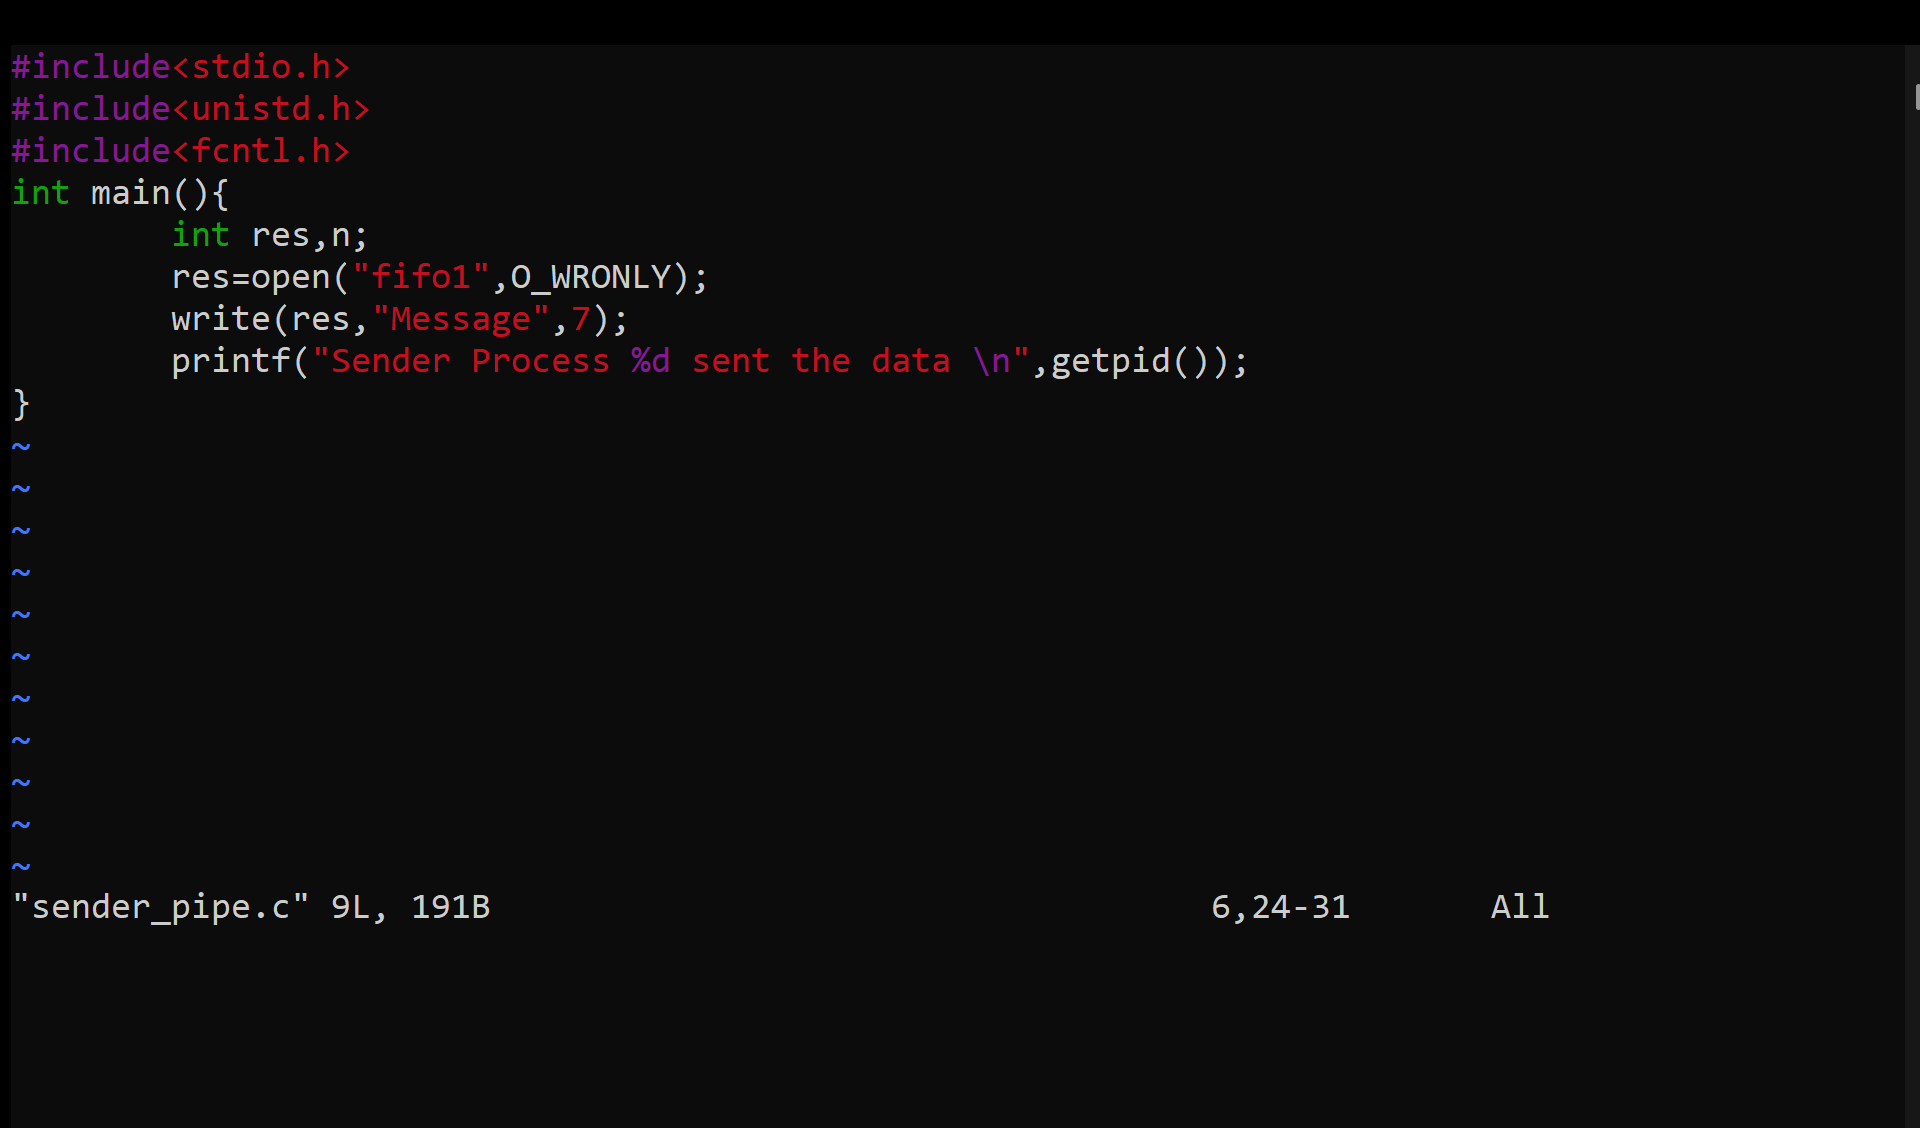 #include<stdio.h>
#include<unistd.h>
#include<fcntl.h>
int main(){
        int res,n;
        res=open("fifo1",O_WRONLY);
        write(res,"Message",7);
        printf("Sender Process %d sent the data \n",getpid());
}
~
~
~
~
~
~
~
~
~
~
~
"sender_pipe.c" 9L, 191B 6,24-31 All